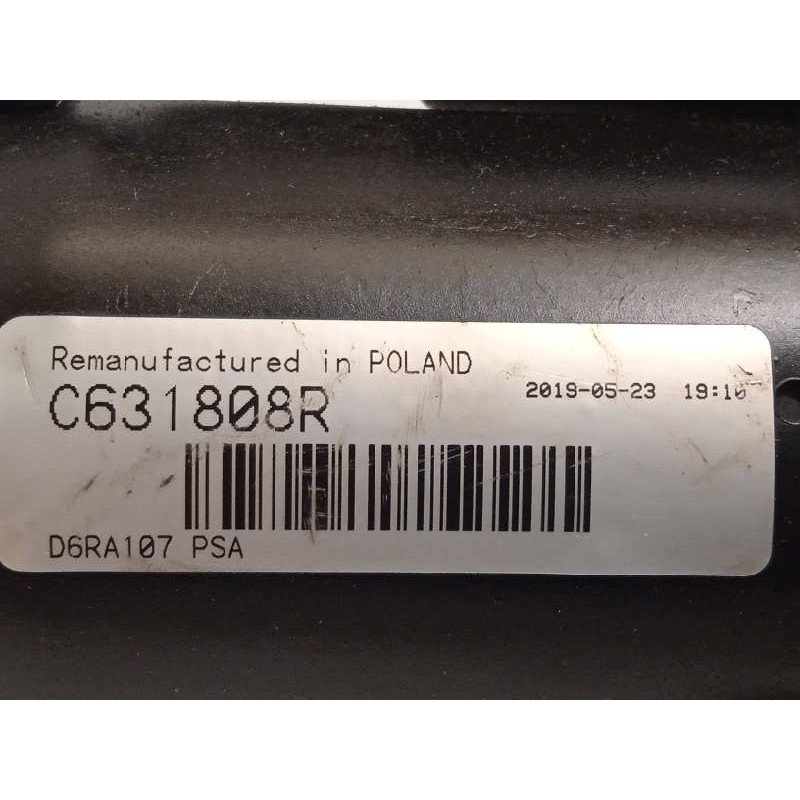 Remanufactured in POLAND
C631808R
2019-05-23 19:10
D6RA107 PSA